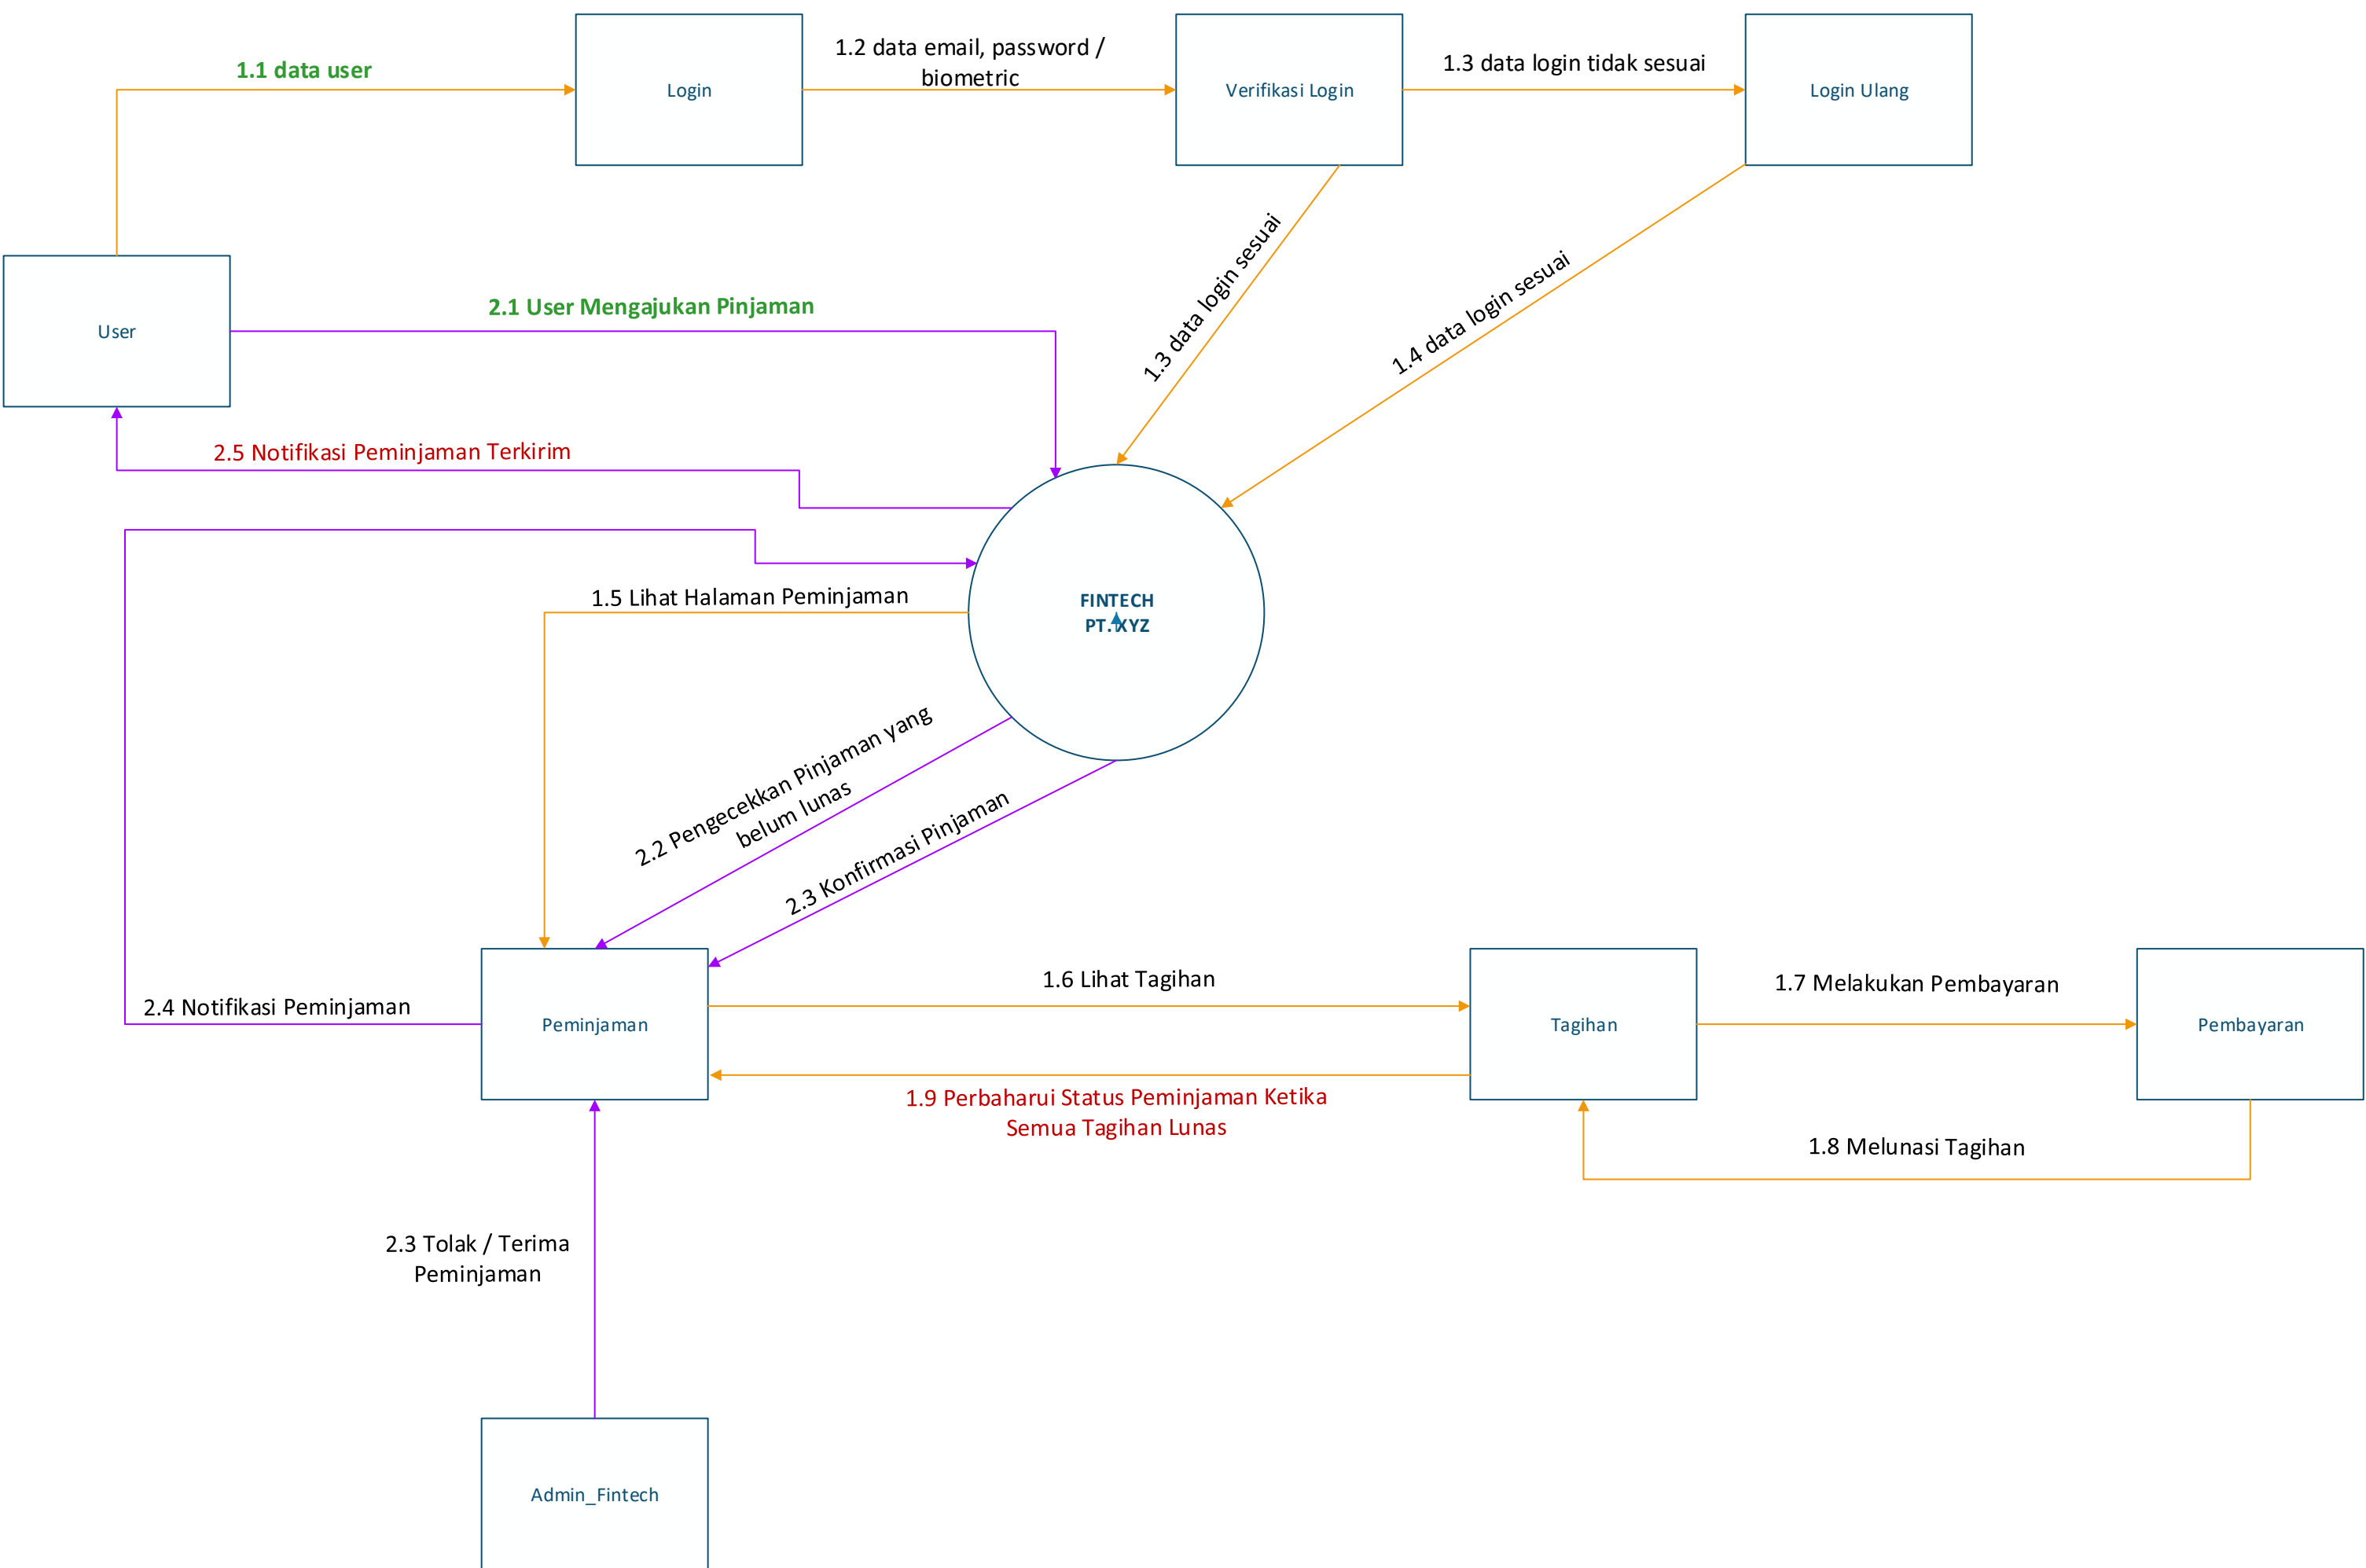 1.2 data email, password /
biometric
1.3 data login tidak sesuai
1.1 data user
Login
Verifikasi Login
Login Ulang
1.3 data login sesuai
1.4 data login sesuai
2.1 User Mengajukan Pinjaman
User
2.5 Notifikasi Peminjaman Terkirim
1.5 Lihat Halaman Peminjaman
FINTECH
PT. XYZ
2.2 Pengecekkan Pinjaman yang
belum lunas
2.3 Konfirmasi Pinjaman
1.6 Lihat Tagihan
1.7 Melakukan Pembayaran
2.4 Notifikasi Peminjaman
Peminjaman
Tagihan
Pembayaran
1.9 Perbaharui Status Peminjaman Ketika
Semua Tagihan Lunas
1.8 Melunasi Tagihan
2.3 Tolak / Terima
Peminjaman
Admin_Fintech